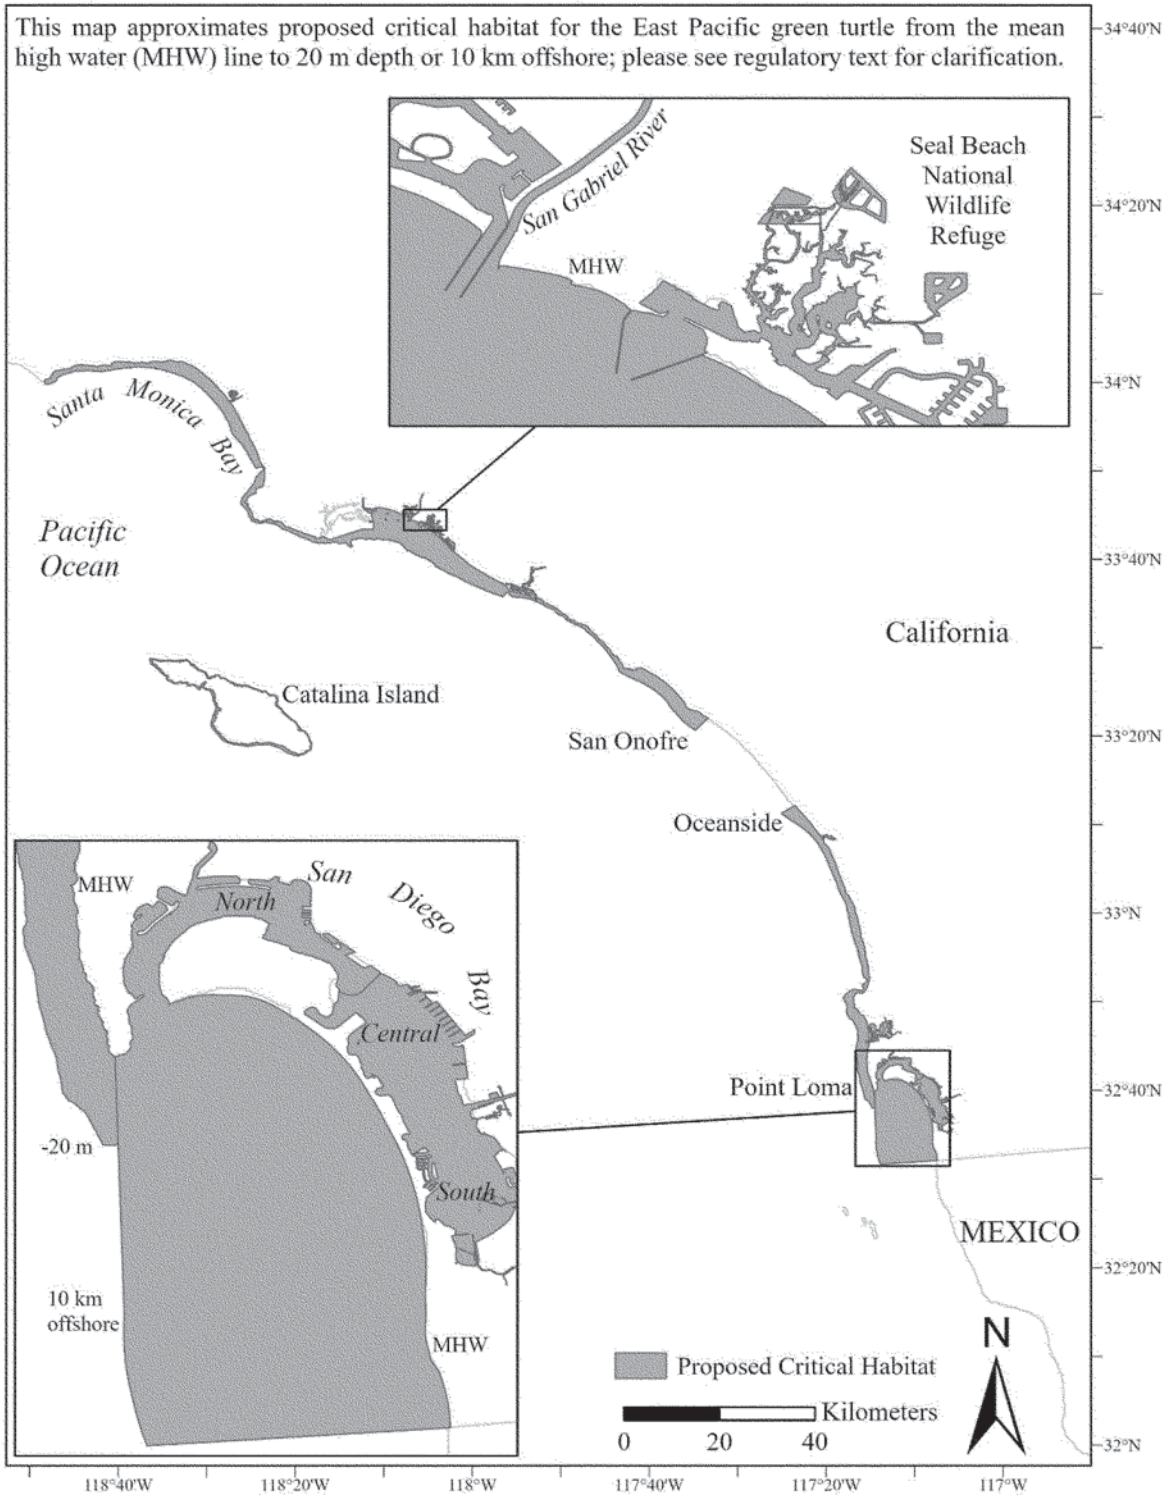 This map approximates proposed critical habitat for the East Pacific green turtle from the mean
high water (MHW) line to 20 m depth or 10 km offshore; please see regulatory text for clarification.
34°40'N
34°20'N
34°N
33°40'N
33°20'N
33°N
32°40'N
32°20'N
32°N
San Gabriel River
MHW
Seal Beach
National
Wildlife
Refuge
Santa Monica Bay
Pacific
Ocean
California
Catalina Island
San Onofre
Oceanside
Point Loma
MEXICO
MHW
San Diego Bay
North
Central
South
-20 m
10 km
offshore
MHW
N
Proposed Critical Habitat
Kilometers
0 20 40
118°40'W 118°20'W 118°W 117°40'W 117°20'W 117°W